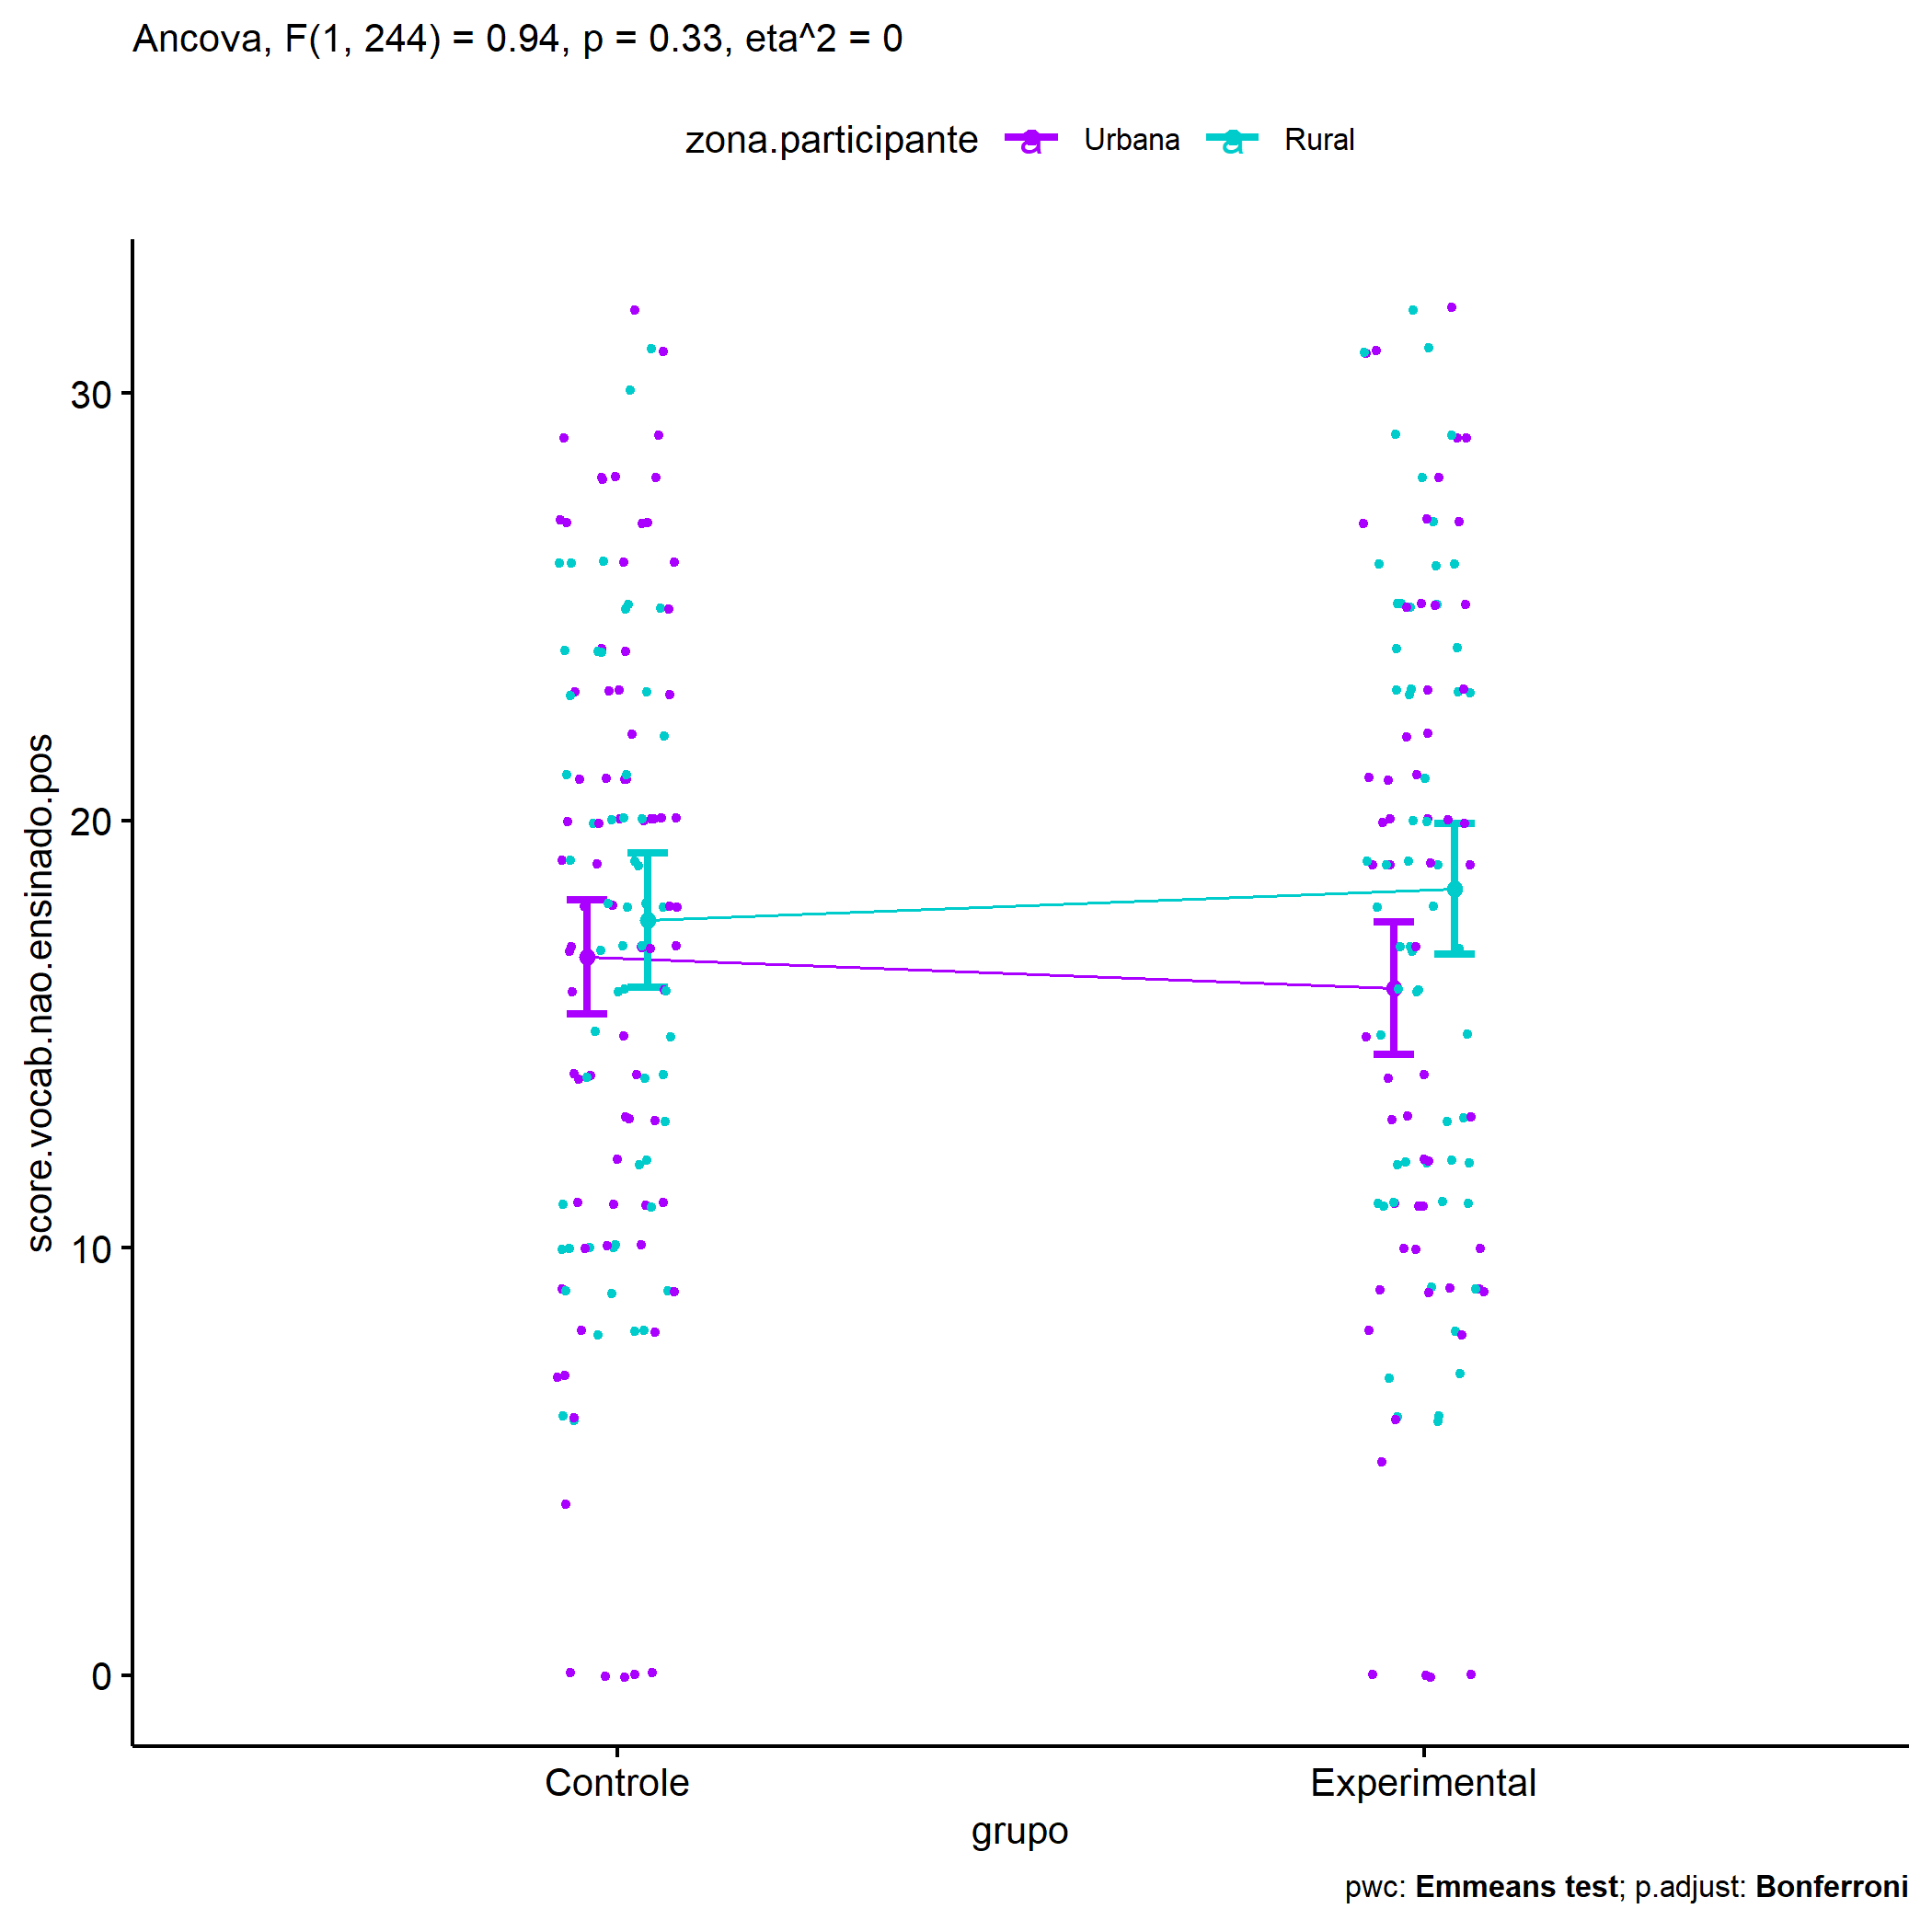 Ancova, F(1, 244) = 0.94, p = 0.33, eta^2 = 0
zona.participante a Urbana a Rural
score.vocab.nao.ensinado.pos
30
20
10
0
Controle Experimental
grupo
pwc: Emmeans test; p.adjust: Bonferroni